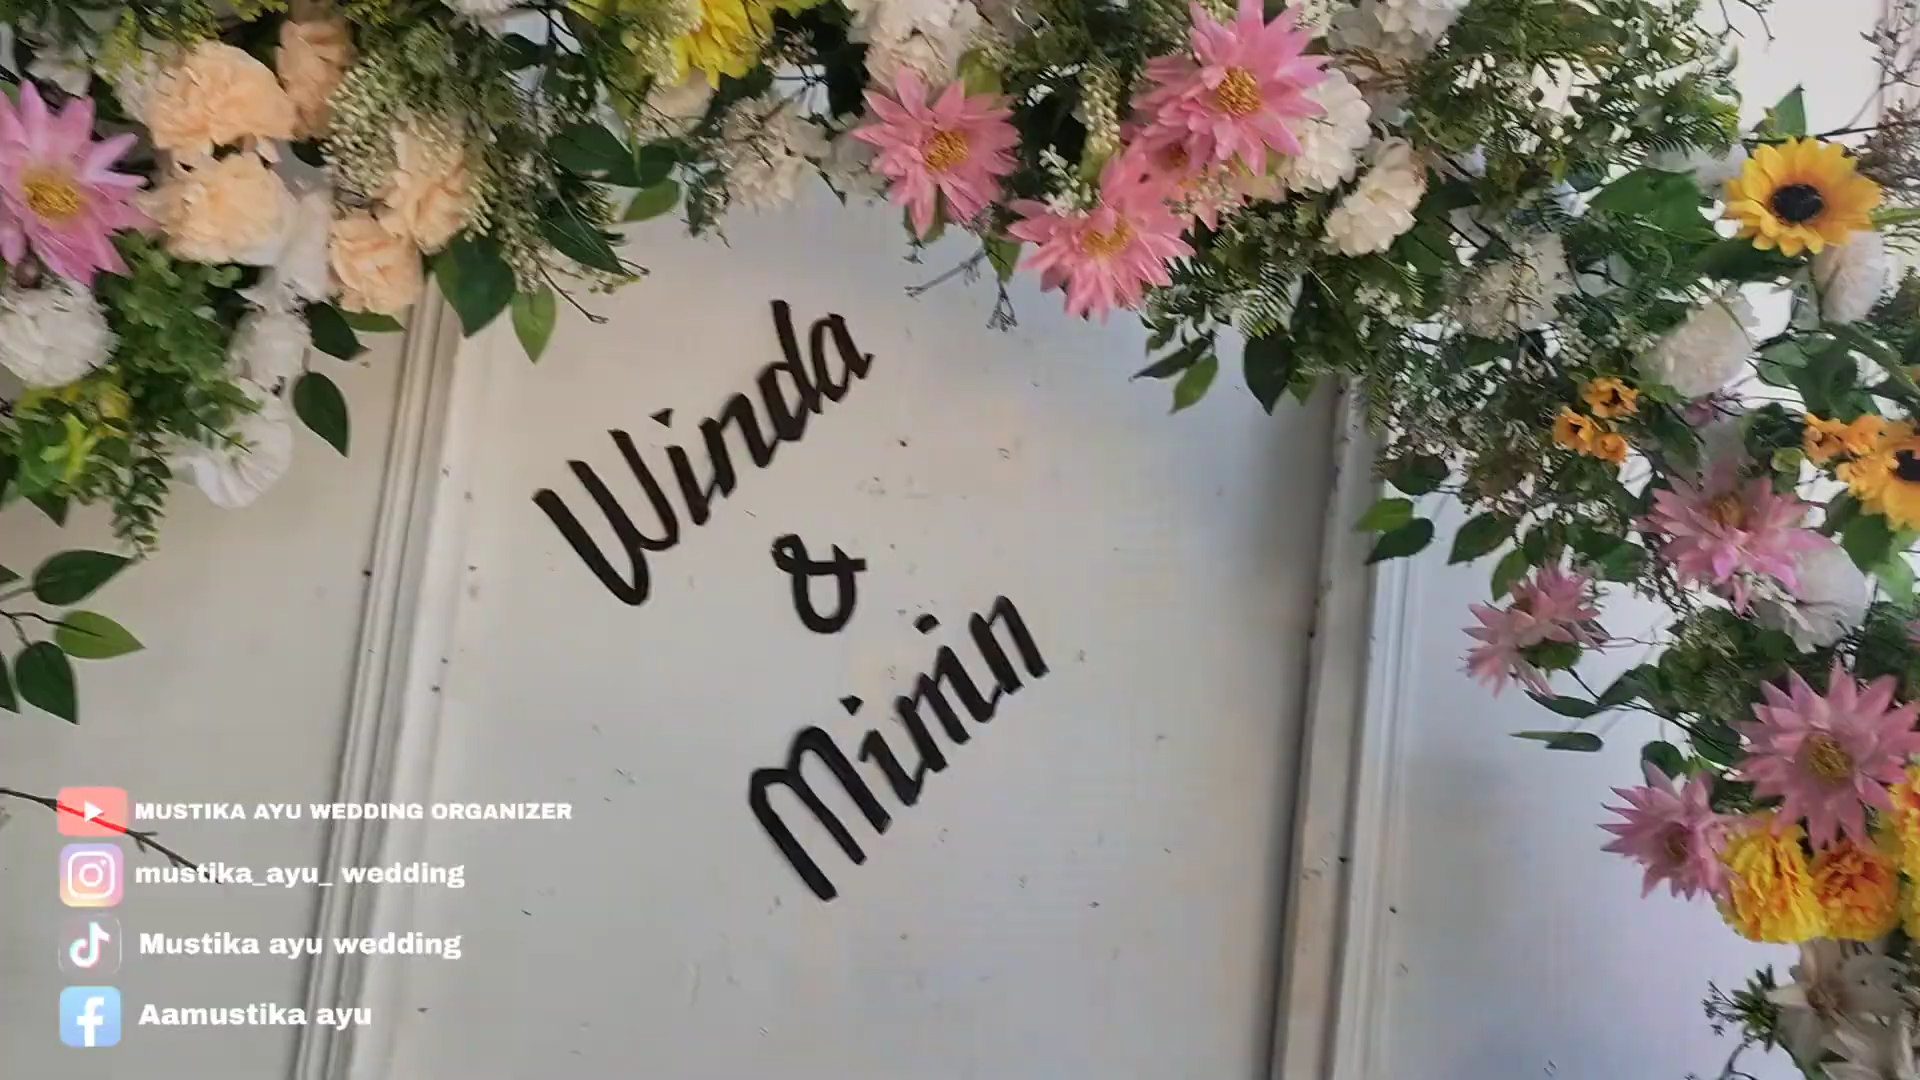 Winda
&
Mimin
MUSTIKA AYU WEDDING ORGANIZER
mustika_ayu_ wedding
Mustika ayu wedding
Aamustika ayu